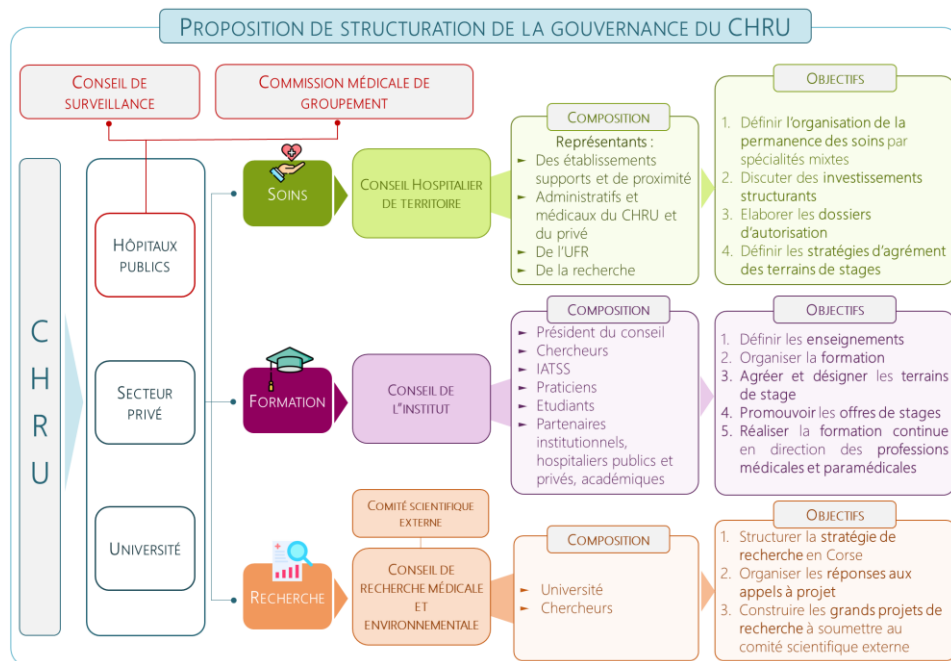 PROPOSITION DE STRUCTURATION DE LA GOUVERNANCE DU CHRU
CONSEIL DE
SURVEILLANCE
COMMISSION MÉDICALE DE
GROUPEMENT
C
H
R
U
HÔPITAUX
PUBLICS
SECTEUR
PRIVÉ
UNIVERSITÉ
SOINS
CONSEIL HOSPITALIER
DE TERRITOIRE
COMPOSITION
Représentants :
► Des établissements
supports et de proximité
► Administratifs et
médicaux du CHRU et
du privé
► De l'UFR
► De la recherche
OBJECTIFS
1. Définir l'organisation de la
permanence des soins par
spécialités mixtes
2. Discuter des investissements
structurants
3. Elaborer les dossiers
d'autorisation
4. Définir les stratégies d'agrément
des terrains de stages
FORMATION
CONSEIL DE
L'’INSTITUT
COMPOSITION
► Président du conseil
► Chercheurs
► IATSS
► Praticiens
► Etudiants
► Partenaires
institutionnels,
hospitaliers publics et
privés, académiques
OBJECTIFS
1. Définir les enseignements
2. Organiser la formation
3. Agréer et désigner les terrains
de stage
4. Promouvoir les offres de stages
5. Réaliser la formation continue
en direction des professions
médicales et paramédicales
RECHERCHE
COMITÉ SCIENTIFIQUE
EXTERNE
CONSEIL DE
RECHERCHE MÉDICALE
ET
ENVIRONNEMENTALE
COMPOSITION
► Université
► Chercheurs
OBJECTIFS
1. Structurer la stratégie de
recherche en Corse
2. Organiser les réponses aux
appels à projet
3. Construire les grands projets de
recherche à soumettre au
comité scientifique externe